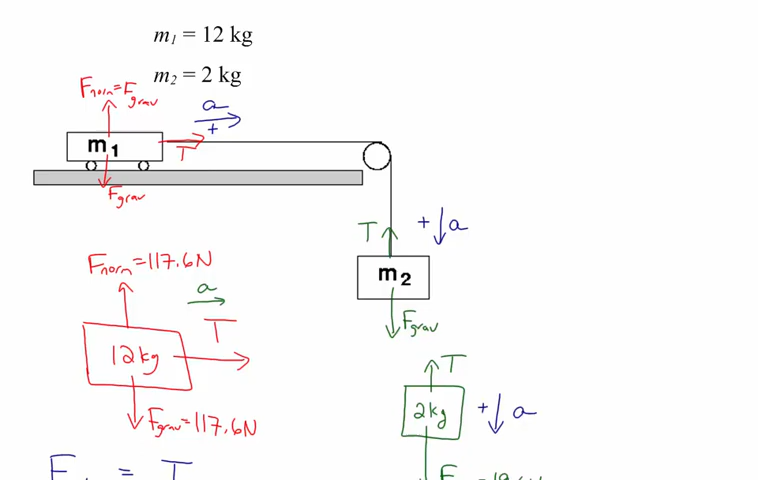 m₁ = 12 kg
m₂ = 2 kg
Fnorm=Fgrav
a
+
m₁
T
Fgrav
T
+ a
m₂
Fgrav
Fnorm=117.6N
a
T
12kg
Fgrav=117.6N
T
2kg
+ a
= T